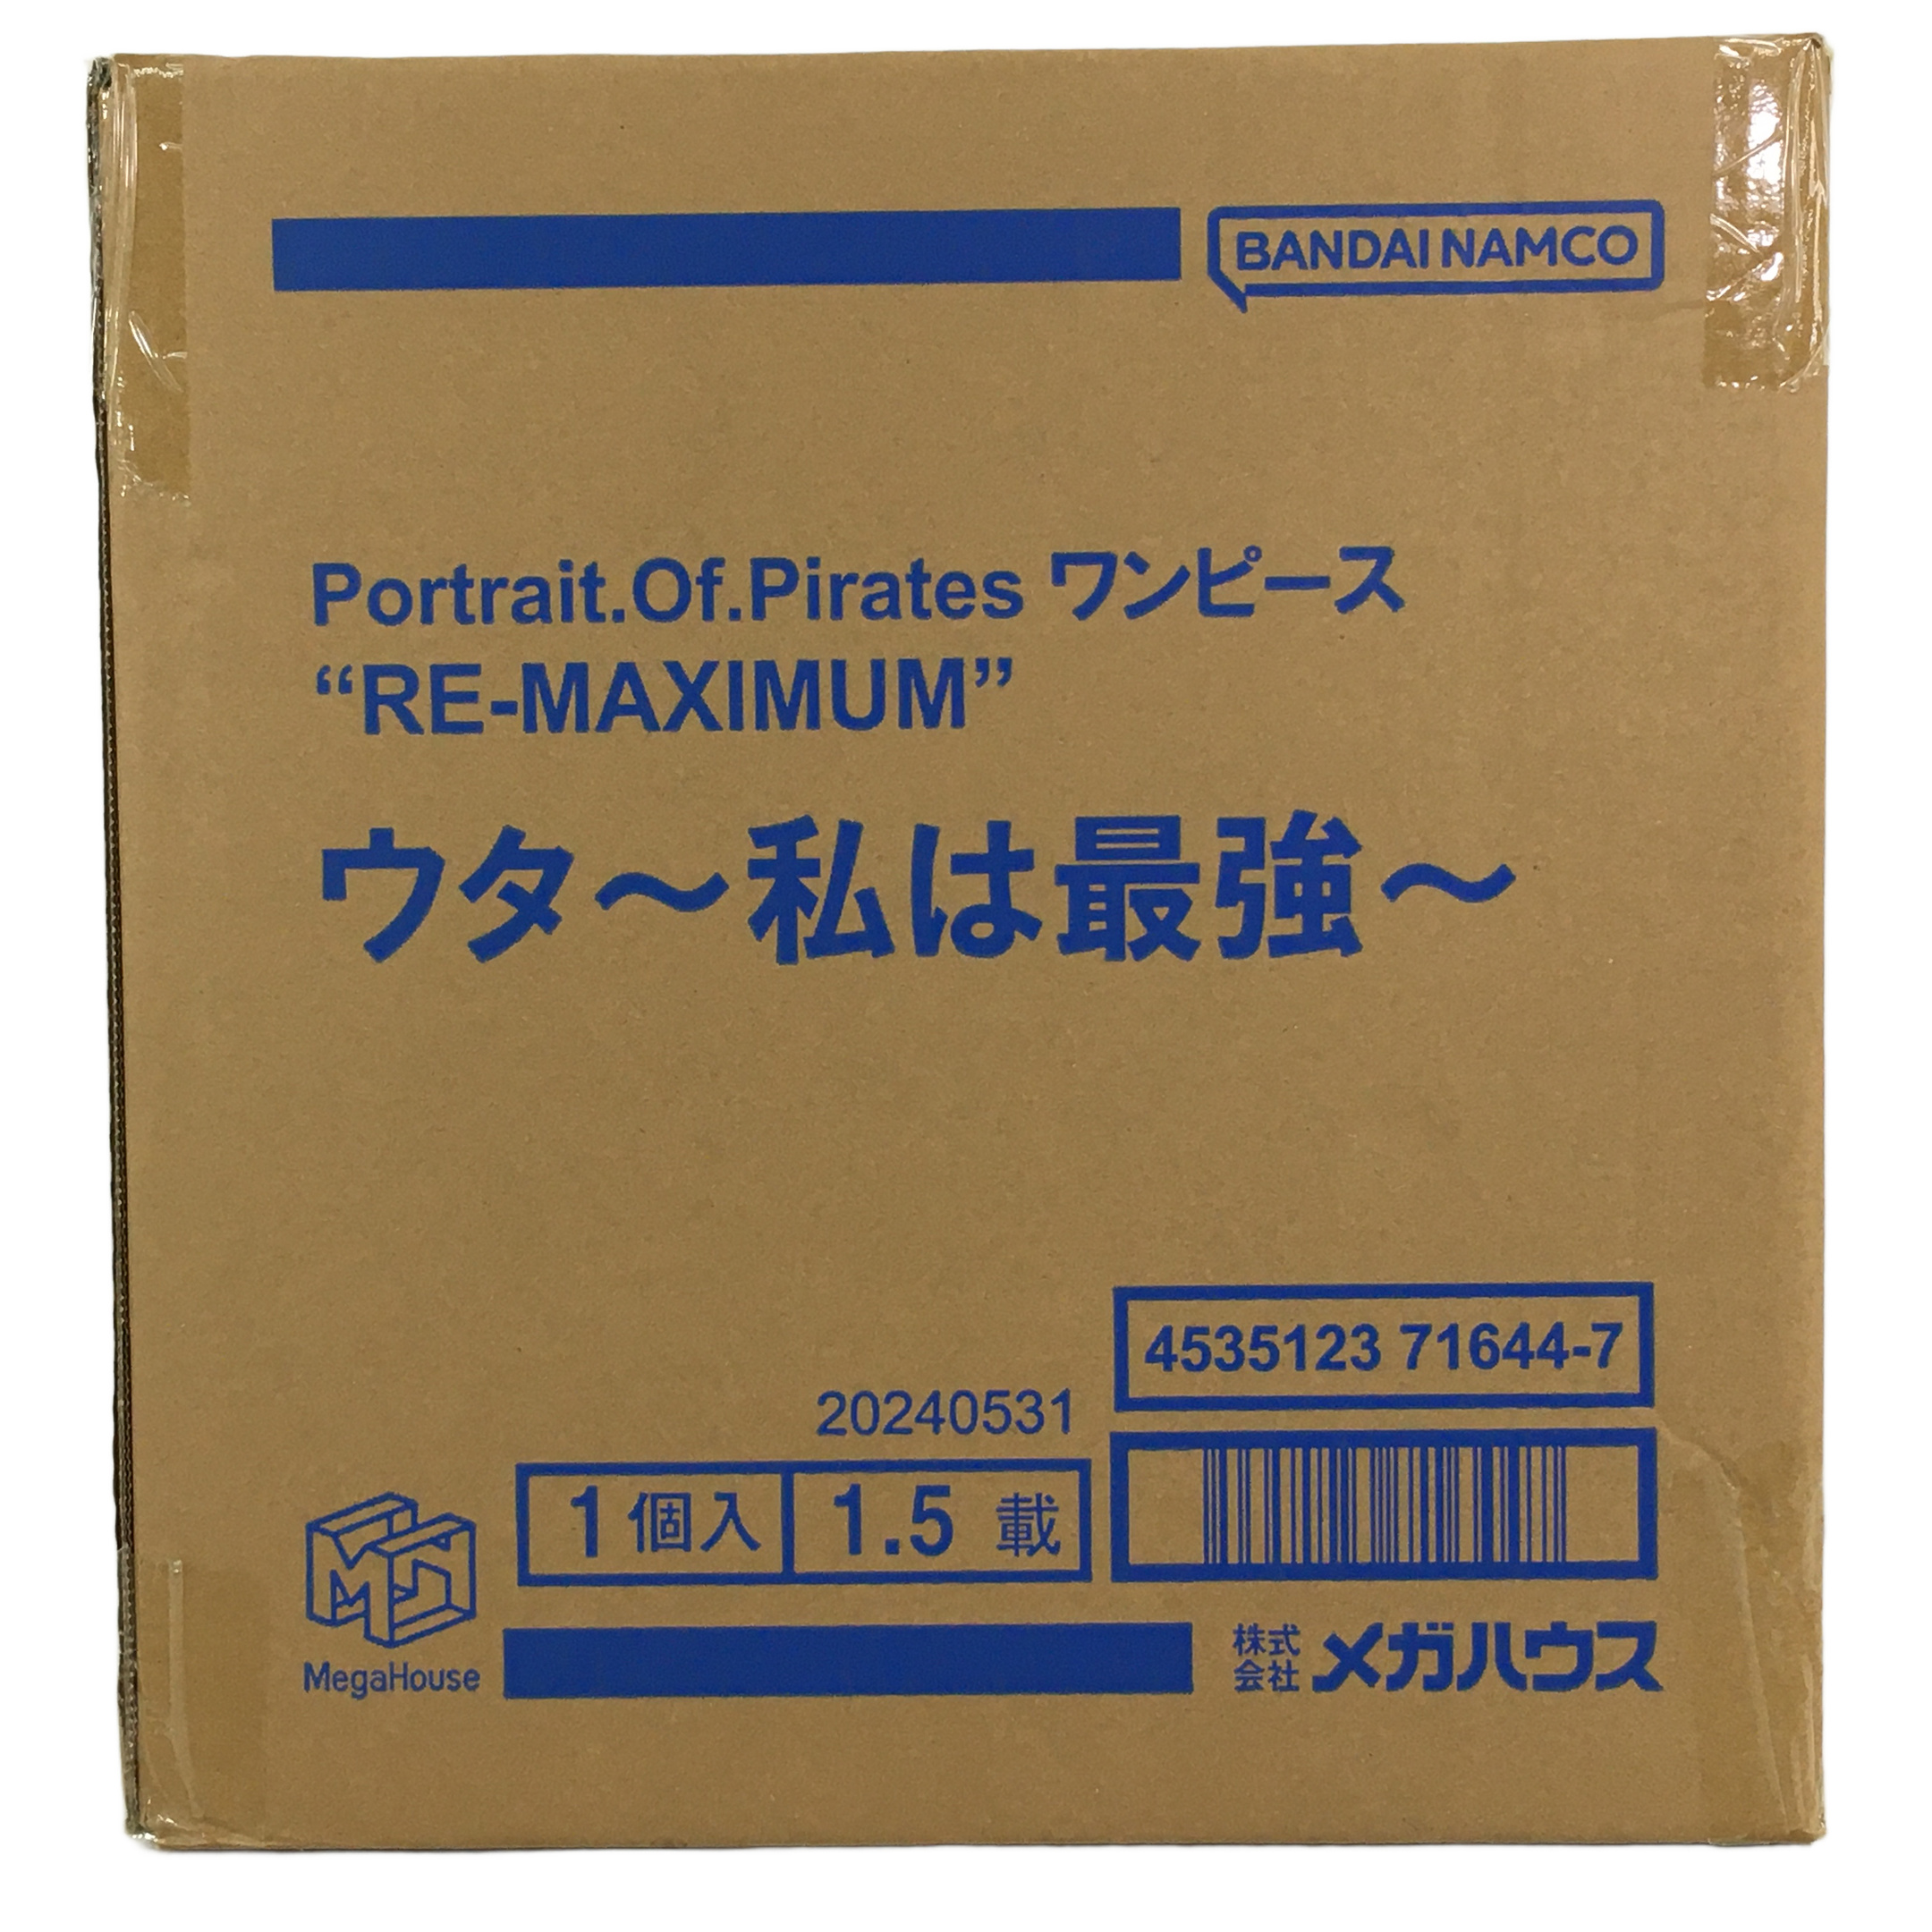 BANDAI NAMCO
Portrait.Of.Pirates ワンピース
“RE-MAXIMUM”
ウタ～私は最強～
4535123 71644-7
20240531
1 個入 1.5 載
MegaHouse
株式会社 メガハウス